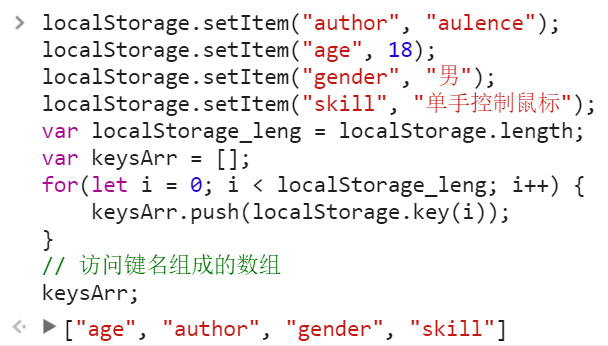 > localStorage.setItem("author", "aulence");
localStorage.setItem("age", 18);
localStorage.setItem("gender", "男");
localStorage.setItem("skill", "单手控制鼠标");
var localStorage_leng = localStorage.length;
var keysArr = [];
for(let i = 0; i < localStorage_leng; i++) {
    keysArr.push(localStorage.key(i));
}
// 访问键名组成的数组
keysArr;
["age", "author", "gender", "skill"]